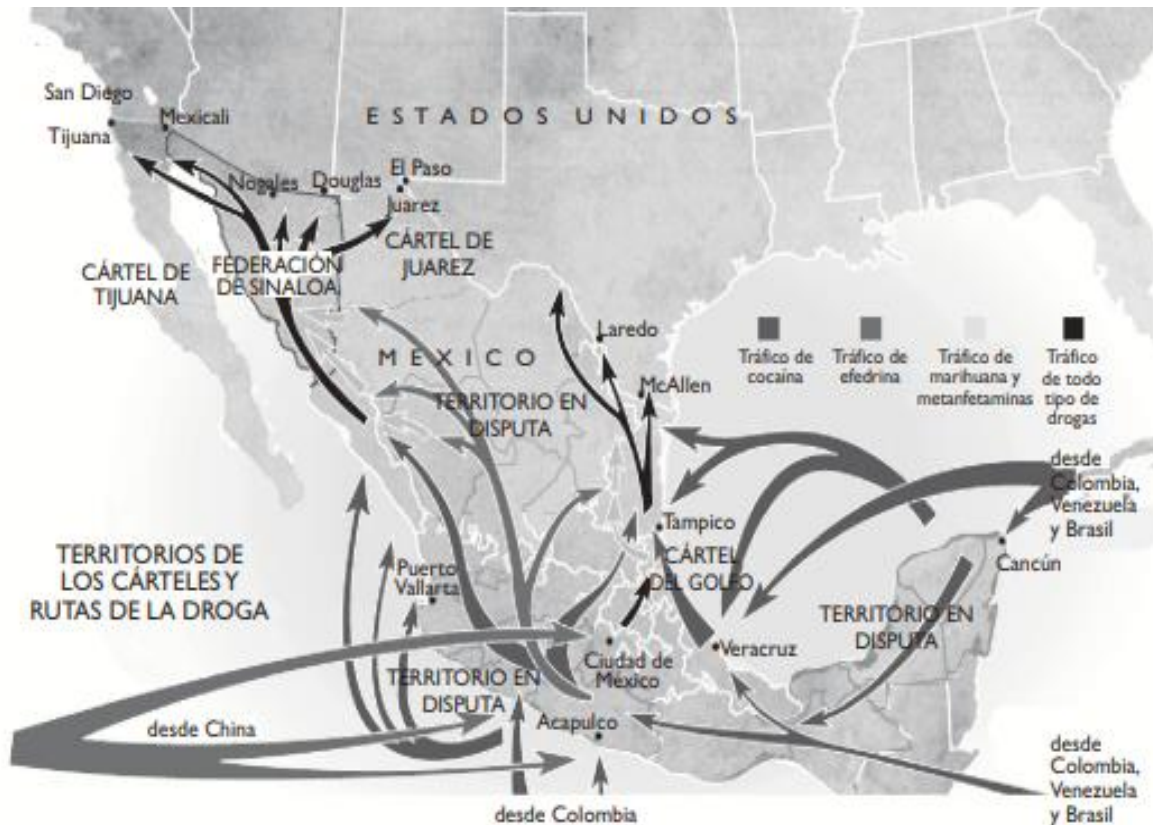 San Diego
Mexicali
Tijuana
ESTADOS UNIDOS
El Paso
Nogales
Douglas
Juarez
CÁRTEL DE
JUAREZ
FEDERACIÓN
DE SINALOA
CÁRTEL DE
TIJUANA
Laredo
MEXICO
McAllen
TERRITORIO EN
DISPUTA
Tráfico de
cocaína
Tráfico de
efedrina
Tráfico de
marihuana y
metanfetaminas
Tráfico
de todo
tipo de
drogas
desde
Colombia,
Venezuela
y Brasil
Tampico
CÁRTEL
DEL GOLFO
Cancún
TERRITORIOS DE
LOS CÁRTELES Y
RUTAS DE LA DROGA
Puerto
Vallarta
TERRITORIO EN
DISPUTA
Veracruz
Ciudad de
México
TERRITORIO EN
DISPUTA
Acapulco
desde China
desde Colombia
desde
Colombia,
Venezuela
y Brasil